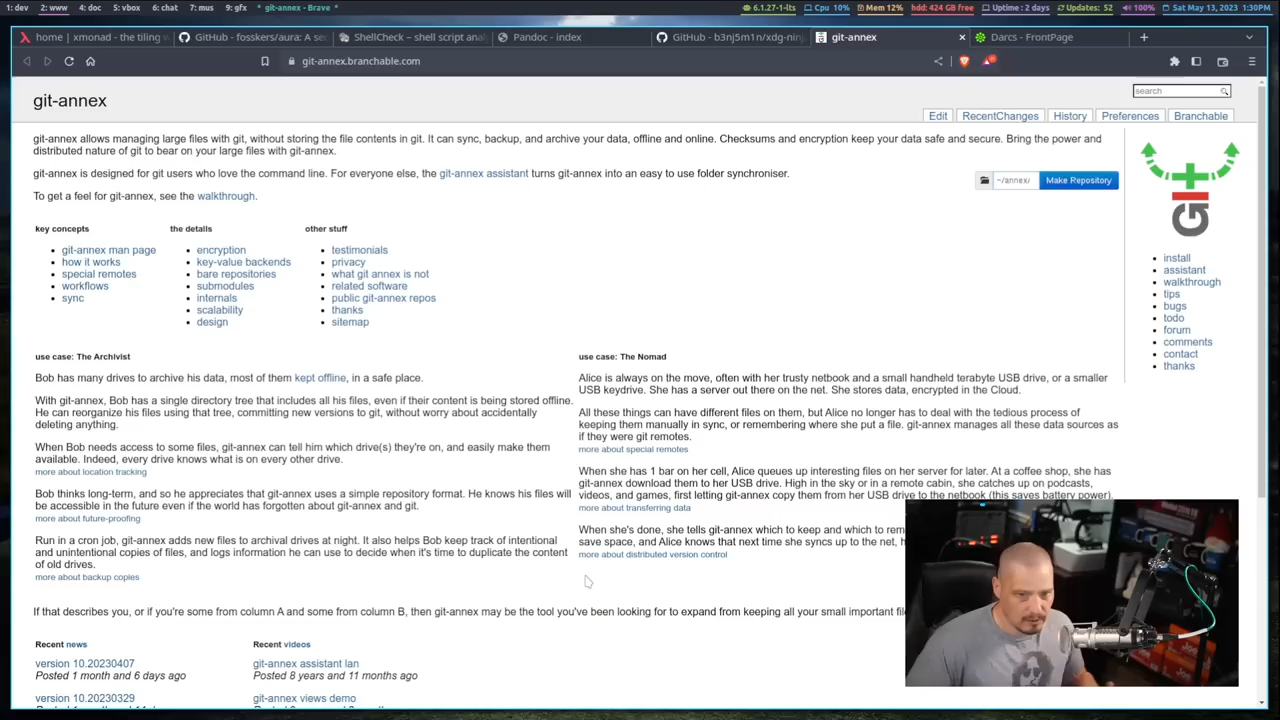 1: dev 2: www 4: doc 5: vbox 6: chat 7: mus 9: gfx * git-annex - Brave *
6.1.27-1-lts Cpu 10% Mem 12% hdd: 424 GB free Uptime : 2 days Updates : 52 100% Sat May 13, 2023 1:30PM
home | xmonad - the tiling w
GitHub - fosskers/aura: A se
ShellCheck – shell script anal
Pandoc - index
GitHub - b3nj5m1n/xdg-ninj
git-annex
Darcs - FrontPage
git-annex.branchable.com
git-annex
search
Edit RecentChanges History Preferences Branchable
git-annex allows managing large files with git, without storing the file contents in git. It can sync, backup, and archive your data, offline and online. Checksums and encryption keep your data safe and secure. Bring the power and
distributed nature of git to bear on your large files with git-annex.
git-annex is designed for git users who love the command line. For everyone else, the git-annex assistant turns git-annex into an easy to use folder synchroniser.
~/annex/ Make Repository
To get a feel for git-annex, see the walkthrough.
key concepts
git-annex man page
how it works
special remotes
workflows
sync
the details
encryption
key-value backends
bare repositories
submodules
internals
scalability
design
other stuff
testimonials
privacy
what git annex is not
related software
public git-annex repos
thanks
sitemap
git
install
assistant
walkthrough
tips
bugs
todo
forum
comments
contact
thanks
use case: The Archivist
Bob has many drives to archive his data, most of them kept offline, in a safe place.
With git-annex, Bob has a single directory tree that includes all his files, even if their content is being stored offline.
He can reorganize his files using that tree, committing new versions to git, without worry about accidentally
deleting anything.
When Bob needs access to some files, git-annex can tell him which drive(s) they're on, and easily make them
available. Indeed, every drive knows what is on every other drive.
more about location tracking
Bob thinks long-term, and so he appreciates that git-annex uses a simple repository format. He knows his files will
be accessible in the future even if the world has forgotten about git-annex and git.
more about future-proofing
Run in a cron job, git-annex adds new files to archival drives at night. It also helps Bob keep track of intentional
and unintentional copies of files, and logs information he can use to decide when it's time to duplicate the content
of old drives.
more about backup copies
use case: The Nomad
Alice is always on the move, often with her trusty netbook and a small handheld terabyte USB drive, or a smaller
USB keydrive. She has a server out there on the net. She stores data, encrypted in the Cloud.
All these things can have different files on them, but Alice no longer has to deal with the tedious process of
keeping them manually in sync, or remembering where she put a file. git-annex manages all these data sources as
if they were git remotes.
more about special remotes
When she has 1 bar on her cell, Alice queues up interesting files on her server for later. At a coffee shop, she has
git-annex download them to her USB drive. High in the sky or in a remote cabin, she catches up on podcasts,
videos, and games, first letting git-annex copy them from her USB drive to the netbook (this saves battery power).
more about transferring data
When she's done, she tells git-annex which to keep and which to
save space, and Alice knows that next time she syncs up to the net,
more about distributed version control
If that describes you, or if you're some from column A and some from column B, then git-annex may be the tool you've been looking for to expand from keeping all your small important
Recent news
version 10.20230407
Posted 1 month and 6 days ago
version 10.20230329
Recent videos
git-annex assistant lan
Posted 8 years and 11 months ago
git-annex views demo